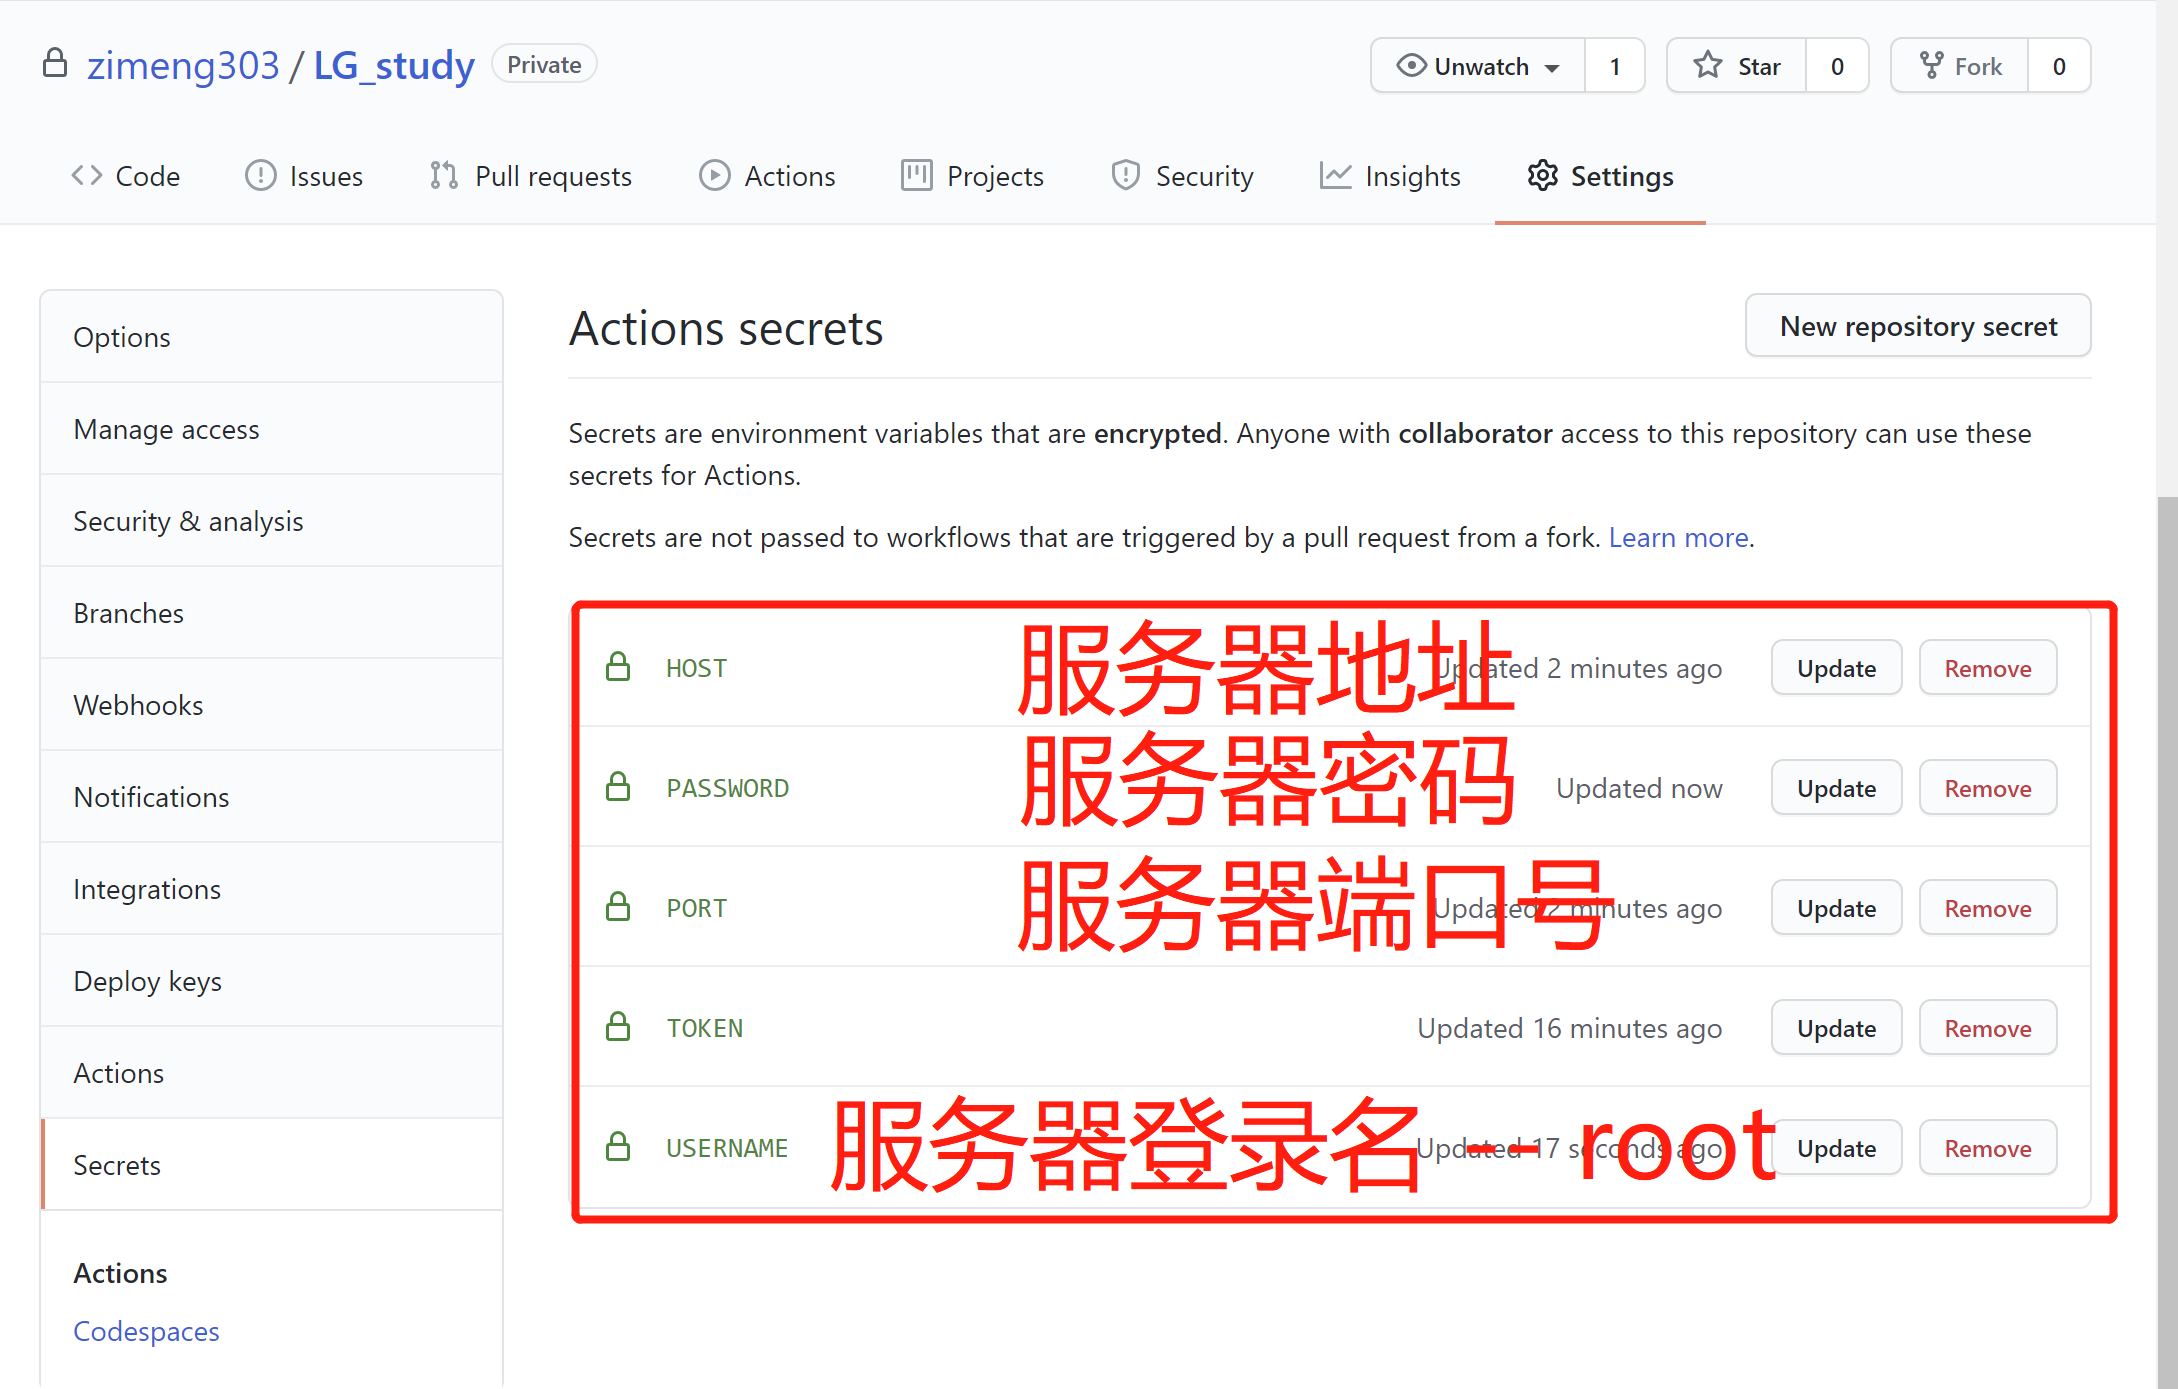 zimeng303 / LG_study Private
Unwatch 1 Star 0 Fork 0
Code Issues Pull requests Actions Projects Security Insights Settings
Options
Manage access
Security & analysis
Branches
Webhooks
Notifications
Integrations
Deploy keys
Actions
Secrets
Actions
Codespaces
Actions secrets New repository secret
Secrets are environment variables that are encrypted. Anyone with collaborator access to this repository can use these
secrets for Actions.
Secrets are not passed to workflows that are triggered by a pull request from a fork. Learn more.
HOST 服务器地址 Updated 2 minutes ago Update Remove
PASSWORD 服务器密码 Updated now Update Remove
PORT 服务器端口号 Updated 2 minutes ago Update Remove
TOKEN Updated 16 minutes ago Update Remove
USERNAME 服务器登录名 -- root Updated 17 seconds ago Update Remove